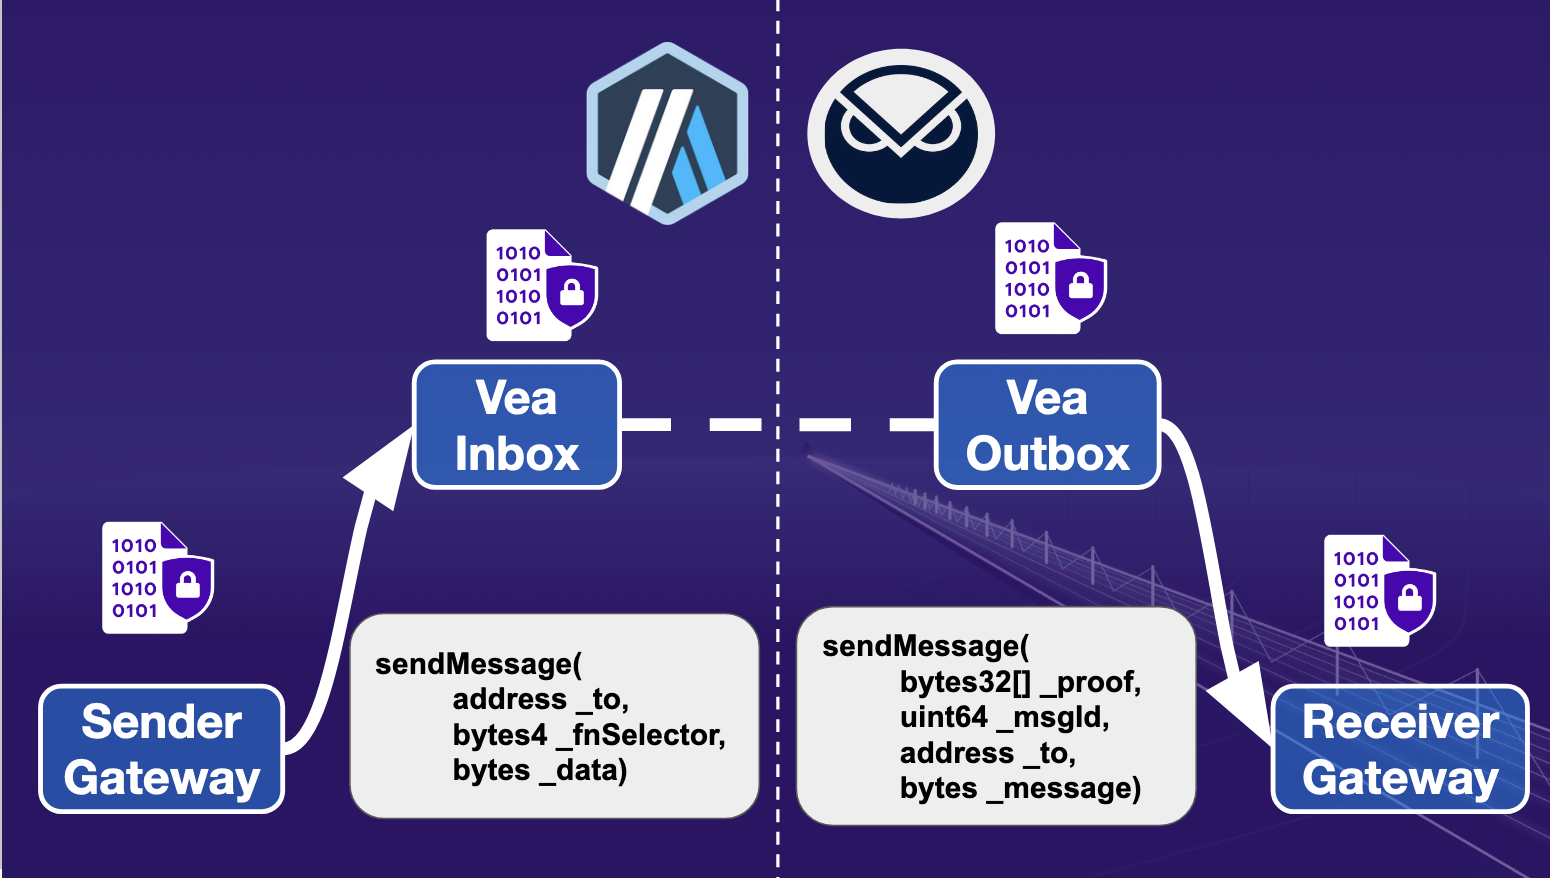 1010
0101
1010
0101
1010
0101
1010
0101
Vea
Inbox
Vea
Outbox
1010
0101
1010
0101
1010
0101
1010
0101
sendMessage(
address _to,
bytes4 _fnSelector,
bytes _data)
sendMessage(
bytes32[] _proof,
uint64 _msgId,
address _to,
bytes _message)
Sender
Gateway
Receiver
Gateway